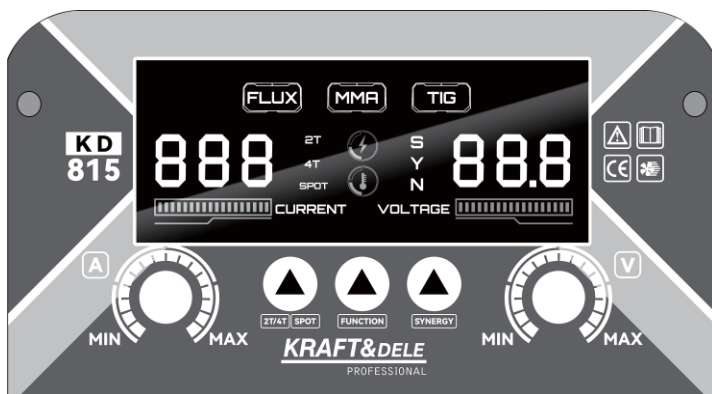 FLUX MMA TIG
KD
815
888
2T
4T
SPOT
S
Y
N
88.8
CURRENT VOLTAGE
CE
A
V
MIN MAX
2T/4T SPOT FUNCTION SYNERGY
MIN MAX
KRAFT&DELE
PROFESSIONAL